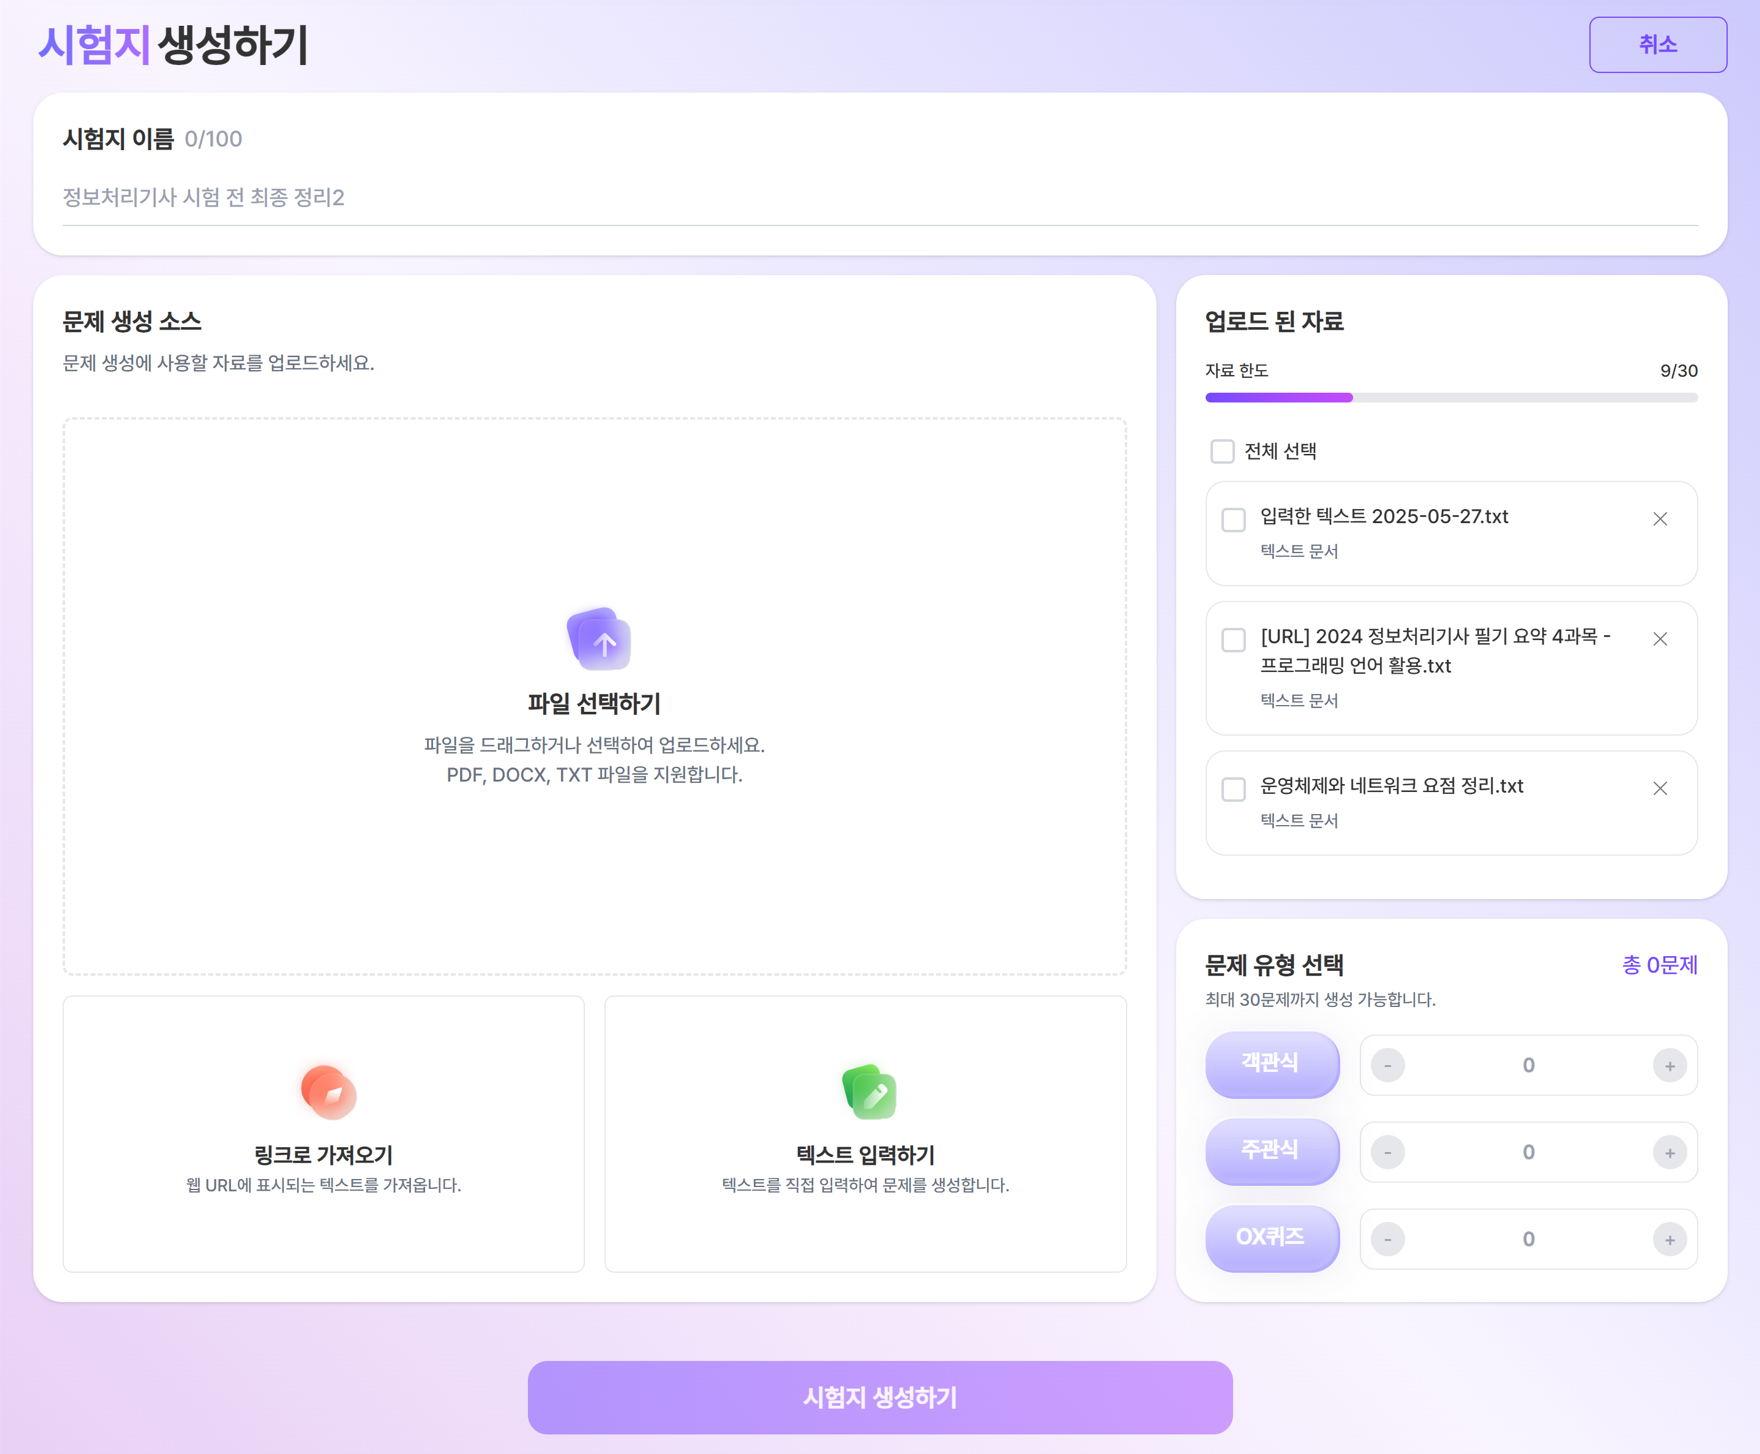 시험지 생성하기
취소
시험지 이름 0/100
정보처리기사 시험 전 최종 정리2
문제 생성 소스
문제 생성에 사용할 자료를 업로드하세요.
파일 선택하기
파일을 드래그하거나 선택하여 업로드하세요.
PDF, DOCX, TXT 파일을 지원합니다.
링크로 가져오기
웹 URL에 표시되는 텍스트를 가져옵니다.
텍스트 입력하기
텍스트를 직접 입력하여 문제를 생성합니다.
업로드 된 자료
자료 한도 9/30
전체 선택
입력한 텍스트 2025-05-27.txt
텍스트 문서
[URL] 2024 정보처리기사 필기 요약 4과목 -
프로그래밍 언어 활용.txt
텍스트 문서
운영체제와 네트워크 요점 정리.txt
텍스트 문서
문제 유형 선택 총 0문제
최대 30문제까지 생성 가능합니다.
객관식 - 0 +
주관식 - 0 +
OX퀴즈 - 0 +
시험지 생성하기